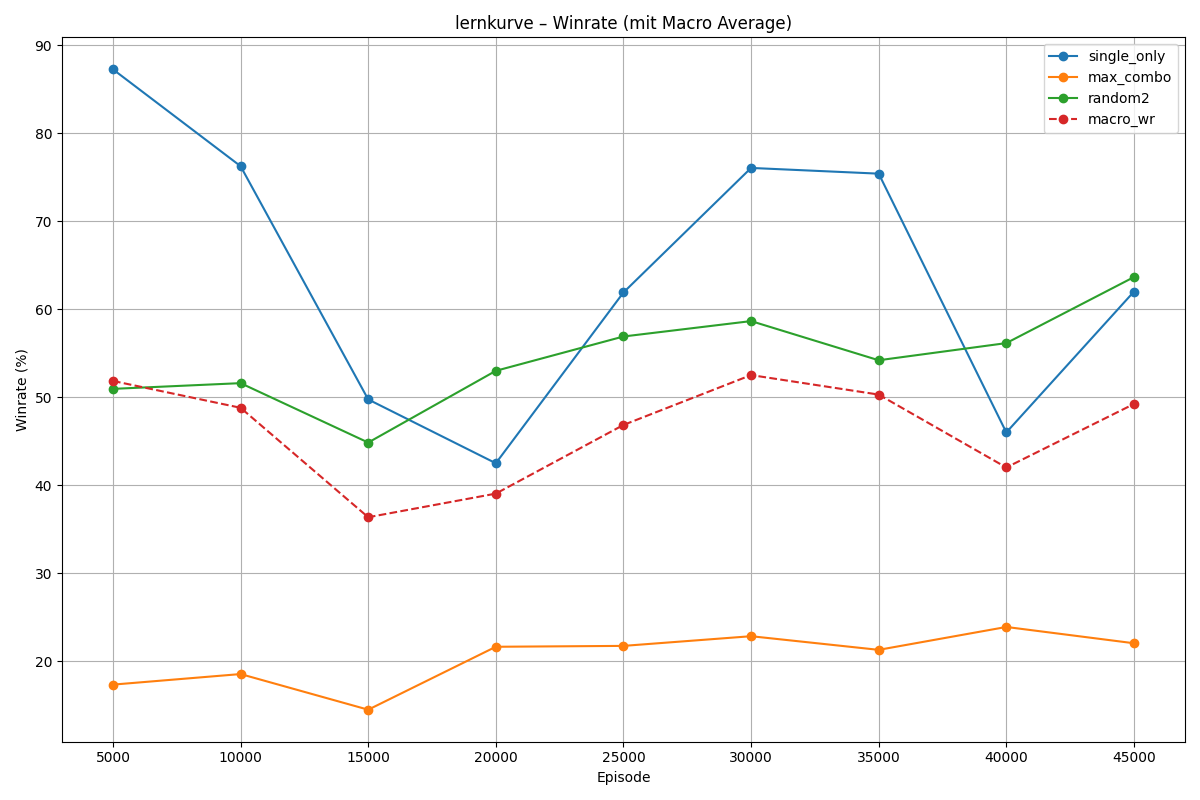 lernkurve – Winrate (mit Macro Average)
90
80
70
60
50
40
30
20
Winrate (%)
single_only
max_combo
random2
macro_wr
5000 10000 15000 20000 25000 30000 35000 40000 45000
Episode